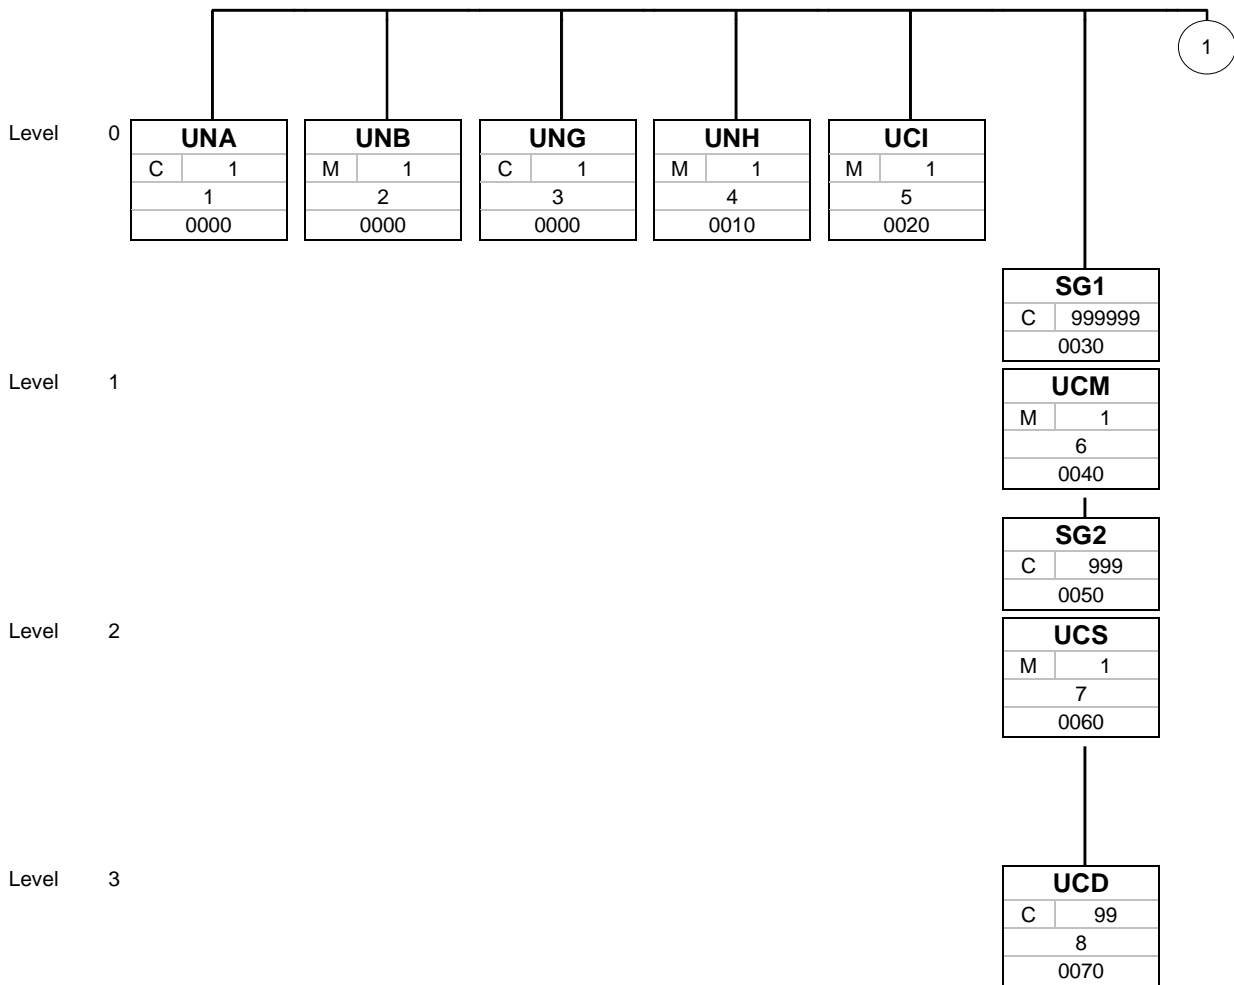 1
Level 0
UNA
C 1
1
0000
UNB
M 1
2
0000
UNG
C 1
3
0000
UNH
M 1
4
0010
UCI
M 1
5
0020
SG1
C 999999
0030
Level 1
UCM
M 1
6
0040
SG2
C 999
0050
Level 2
UCS
M 1
7
0060
Level 3
UCD
C 99
8
0070